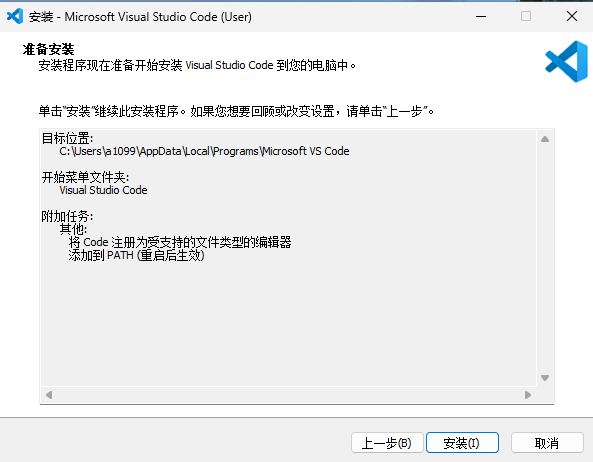 安装 - Microsoft Visual Studio Code (User)
准备安装
安装程序现在准备开始安装 Visual Studio Code 到您的电脑中。
单击“安装”继续此安装程序。如果您想要回顾或改变设置，请单击“上一步”。
目标位置:
C:\Users\a1099\AppData\Local\Programs\Microsoft VS Code
开始菜单文件夹:
Visual Studio Code
附加任务:
其他:
将 Code 注册为受支持的文件类型的编辑器
添加到 PATH (重启后生效)
上一步(B)
安装(I)
取消